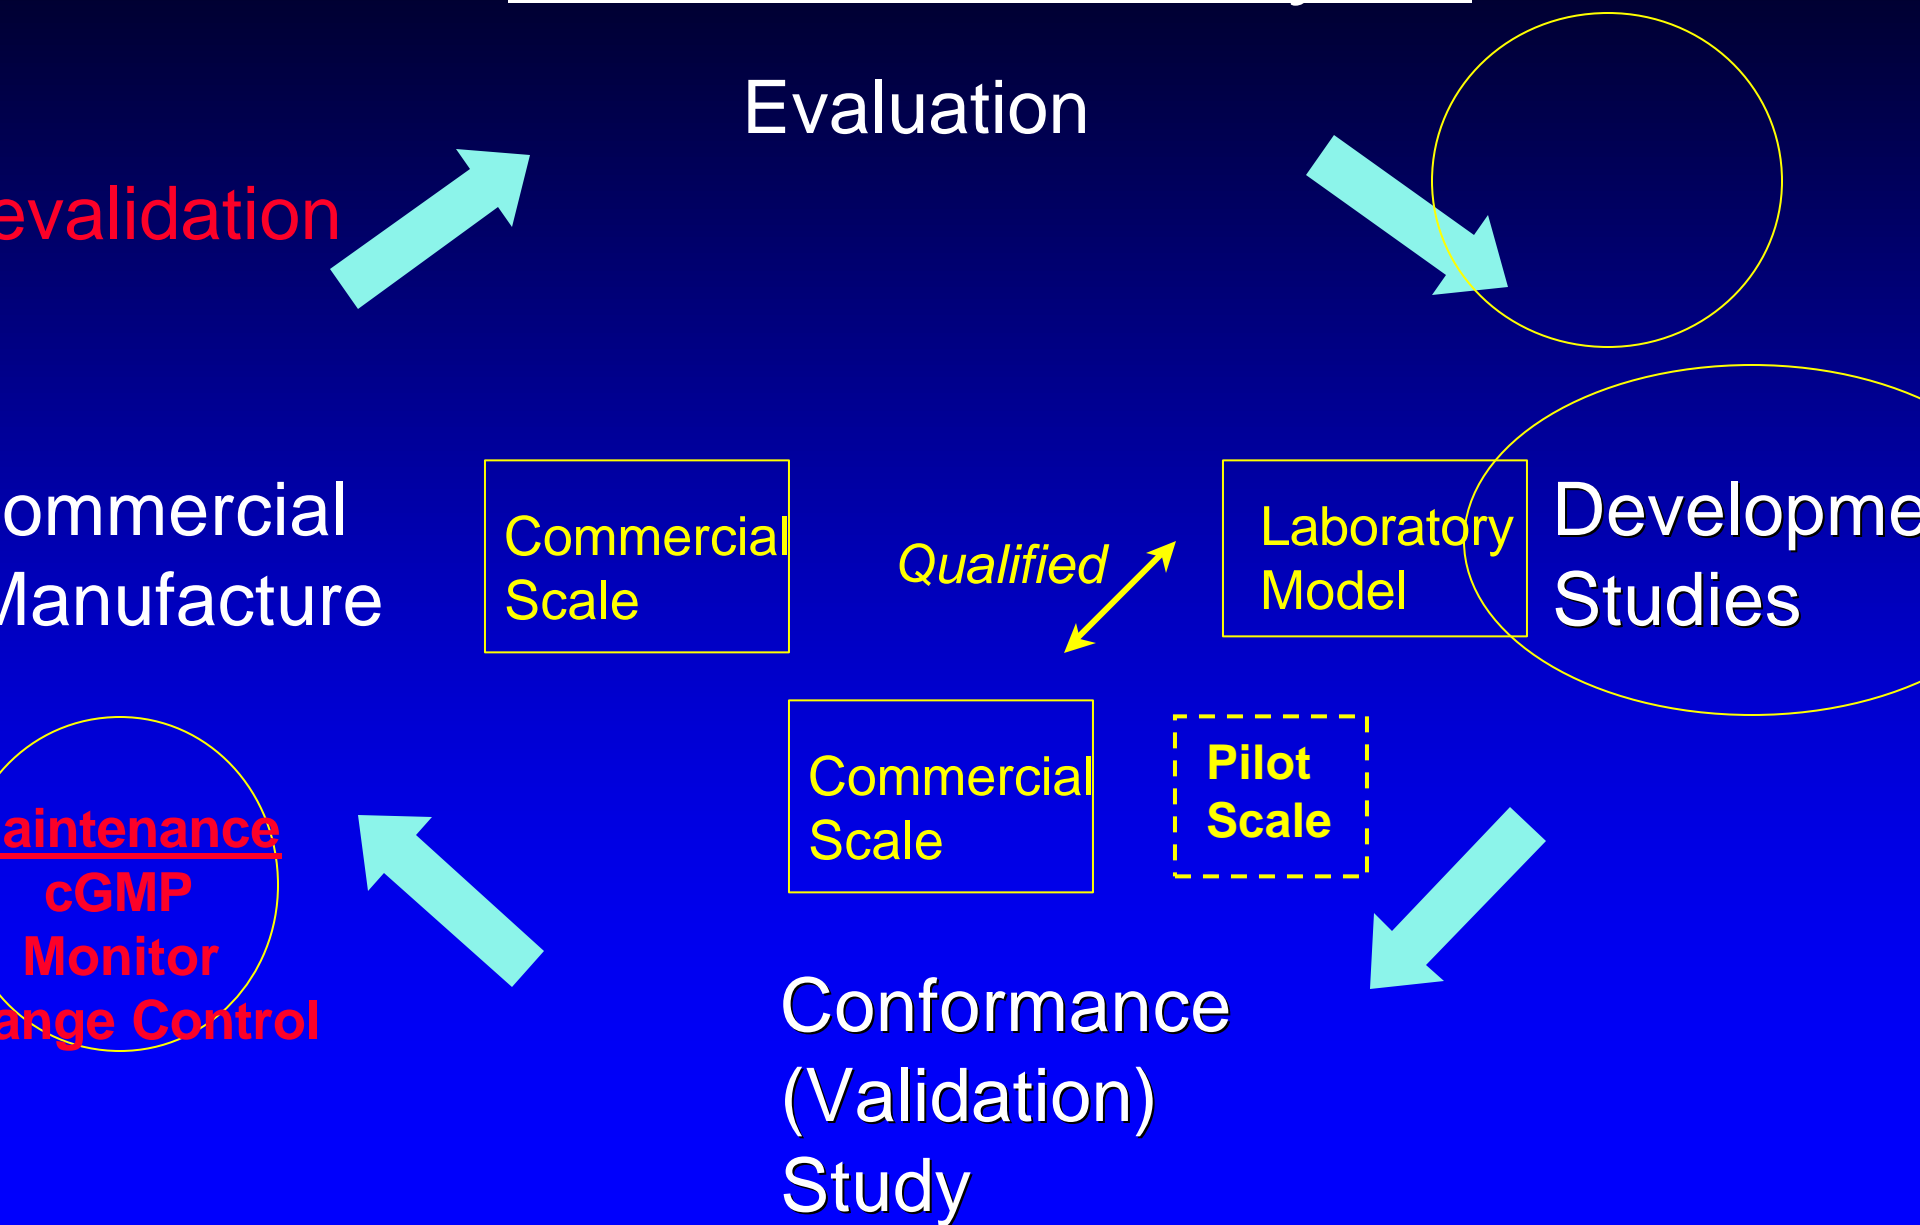 Evaluation
evalidation
ommercial
Manufacture
Commercial
Scale
Qualified
Laboratory
Model
Developme
Studies
Commercial
Scale
Pilot
Scale
aintenance
cGMP
Monitor
ange Control
Conformance
(Validation)
Study